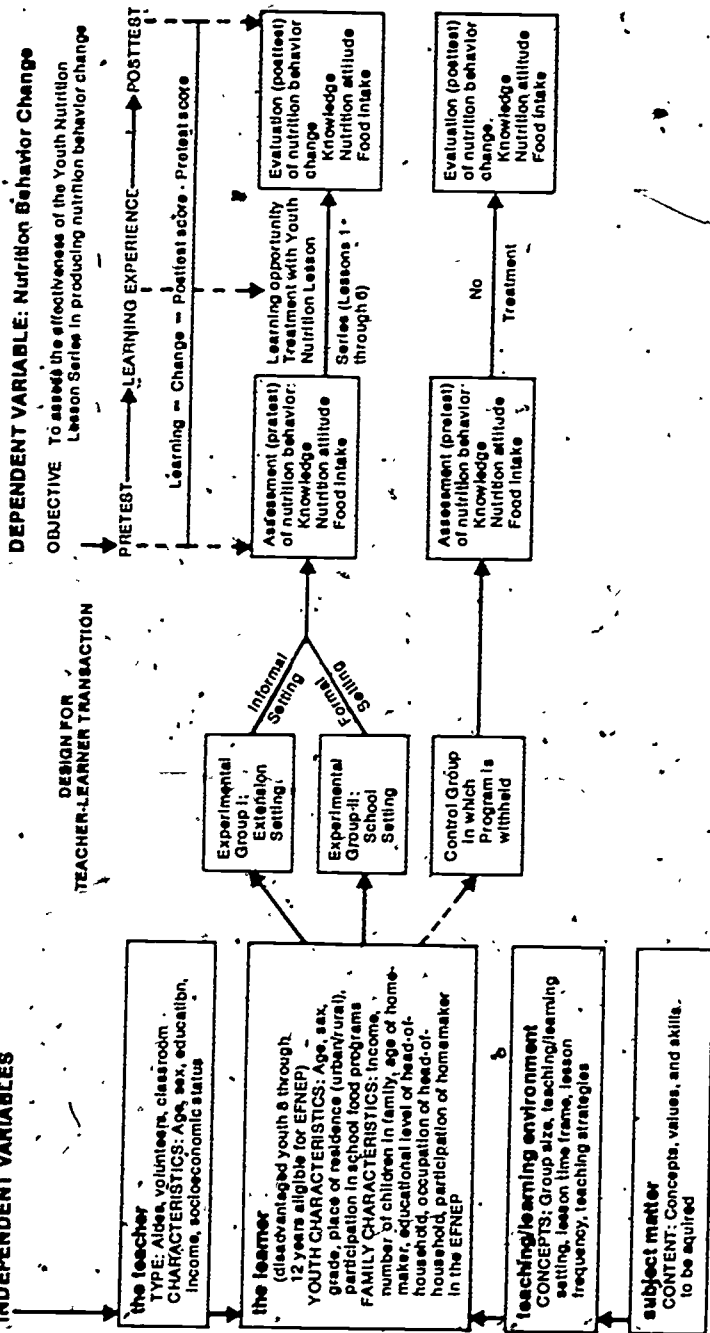 INDEPENDENT VARIABLES
the teacher
TYPE: Aides, volunteers, classroom
CHARACTERISTICS: Age, sex, education,
income, socioeconomic status
the learner
(disadvantaged youth 8 through
12 years eligible for EFNEP)
YOUTH CHARACTERISTICS: Age, sex,
grade, place of residence (urban/rural),
participation in school food programs
FAMILY CHARACTERISTICS: Income,
number of children in family, age of home-
maker, educational level of head-of-
household, occupation of head-of-
household, participation of homemaker
in the EFNEP
teaching/learning environment
CONCEPTS: Group size, teaching/learning
setting, lesson time frame, lesson
frequency, teaching strategies
subject matter
CONTENT: Concepts, values, and skills
to be aquired
DESIGN FOR
TEACHER-LEARNER TRANSACTION
Experimental
Group I:
Extension
Setting
Informal
Setting
Experimental
Group II:
School
Setting
Formal
Setting
Control Group
in which
Program is
withheld
DEPENDENT VARIABLE: Nutrition Behavior Change
OBJECTIVE To assess the effectiveness of the Youth Nutrition
Lesson Series in producing nutrition behavior change
PRETEST LEARNING EXPERIENCE POSTTEST
Learning = Change = Posttest score - Pretest score
Assessment (pretest)
of nutrition behavior:
Knowledge
Nutrition attitude
Food intake
Learning opportunity
Treatment with Youth
Nutrition Lesson
Series (Lessons 1
through 6)
Evaluation (posttest)
of nutrition behavior
change
Knowledge
Nutrition attitude
Food intake
Assessment (pretest)
of nutrition behavior
Knowledge
Nutrition attitude
Food intake
No
Treatment
Evaluation (posttest)
of nutrition behavior
change,
Knowledge
Nutrition attitude
Food intake